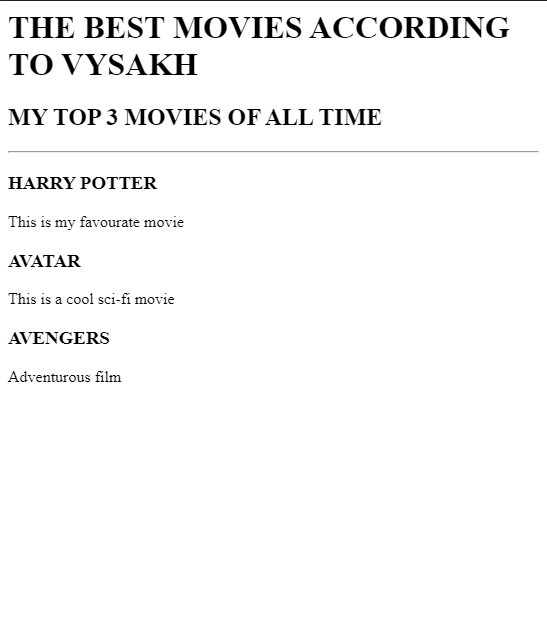 THE BEST MOVIES ACCORDING
TO VYSAKH
MY TOP 3 MOVIES OF ALL TIME
HARRY POTTER
This is my favourate movie
AVATAR
This is a cool sci-fi movie
AVENGERS
Adventurous film